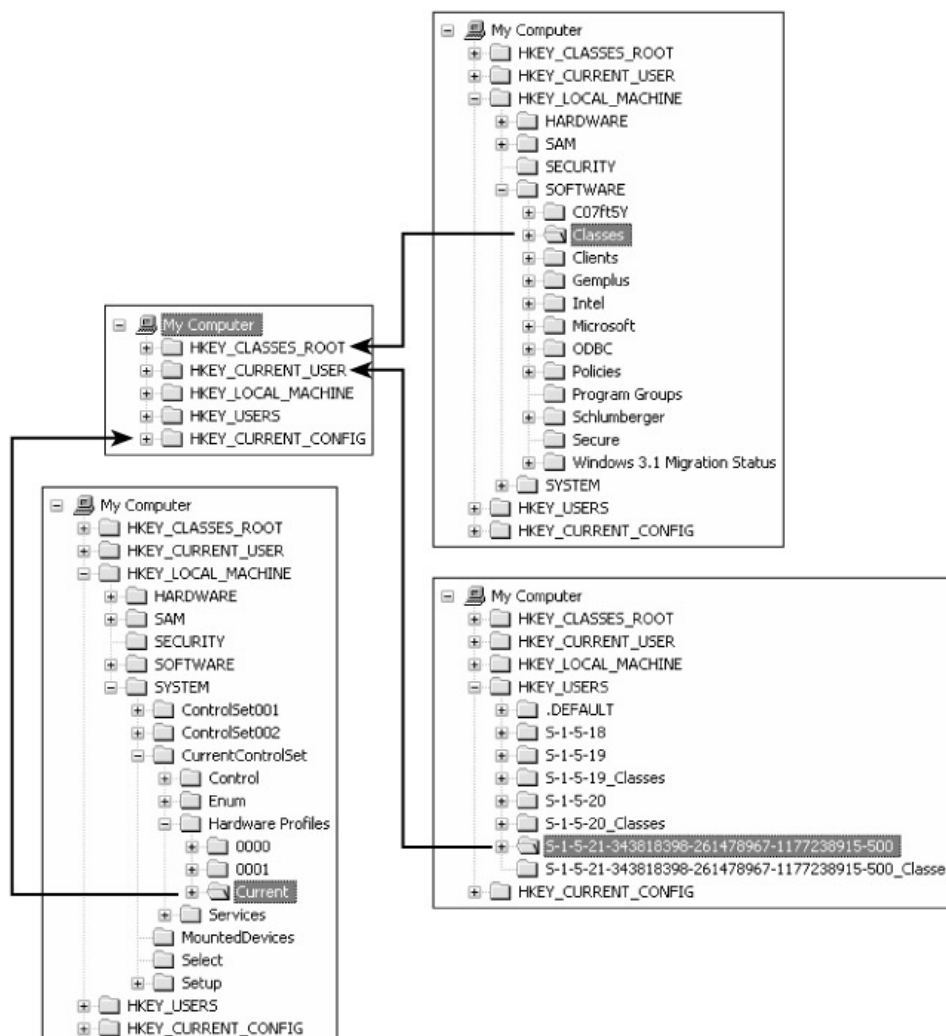 My Computer
HKEY_CLASSES_ROOT
HKEY_CURRENT_USER
HKEY_LOCAL_MACHINE
HARDWARE
SAM
SECURITY
SOFTWARE
C07ft5Y
Classes
Clients
Gemplus
Intel
Microsoft
ODBC
Policies
Program Groups
Schlumberger
Secure
Windows 3.1 Migration Status
SYSTEM
HKEY_USERS
HKEY_CURRENT_CONFIG
My Computer
HKEY_CLASSES_ROOT
HKEY_CURRENT_USER
HKEY_LOCAL_MACHINE
HKEY_USERS
HKEY_CURRENT_CONFIG
My Computer
HKEY_CLASSES_ROOT
HKEY_CURRENT_USER
HKEY_LOCAL_MACHINE
HARDWARE
SAM
SECURITY
SOFTWARE
SYSTEM
ControlSet001
ControlSet002
CurrentControlSet
Control
Enum
Hardware Profiles
0000
0001
Current
Services
MountedDevices
Select
Setup
HKEY_USERS
HKEY_CURRENT_CONFIG
My Computer
HKEY_CLASSES_ROOT
HKEY_CURRENT_USER
HKEY_LOCAL_MACHINE
HKEY_USERS
.DEFAULT
S-1-5-18
S-1-5-19
S-1-5-19_Classes
S-1-5-20
S-1-5-20_Classes
S-1-5-21-343818398-261478967-1177238915-500
S-1-5-21-343818398-261478967-1177238915-500_Classe
HKEY_CURRENT_CONFIG